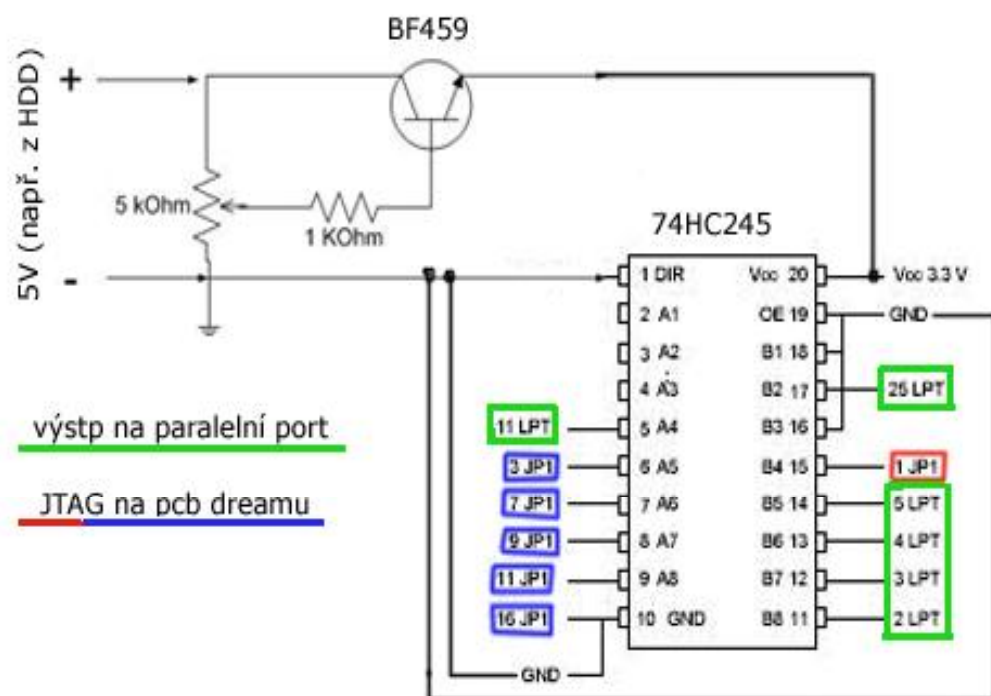 BF459
5V (např. z HDD)
+
-
5 kOhm
1 KOhm
74HC245
1 DIR
2 A1
3 A2
4 A3
5 A4
6 A5
7 A6
8 A7
9 A8
10 GND
Vcc 20
OE 19
B1 18
B2 17
B3 16
B4 15
B5 14
B6 13
B7 12
B8 11
Vcc 3.3 V
GND
25 LPT
1 JP1
5 LPT
4 LPT
3 LPT
2 LPT
11 LPT
3 JP1
7 JP1
9 JP1
11 JP1
16 JP1
GND
výstp na paralelní port
JTAG na pcb dreamu